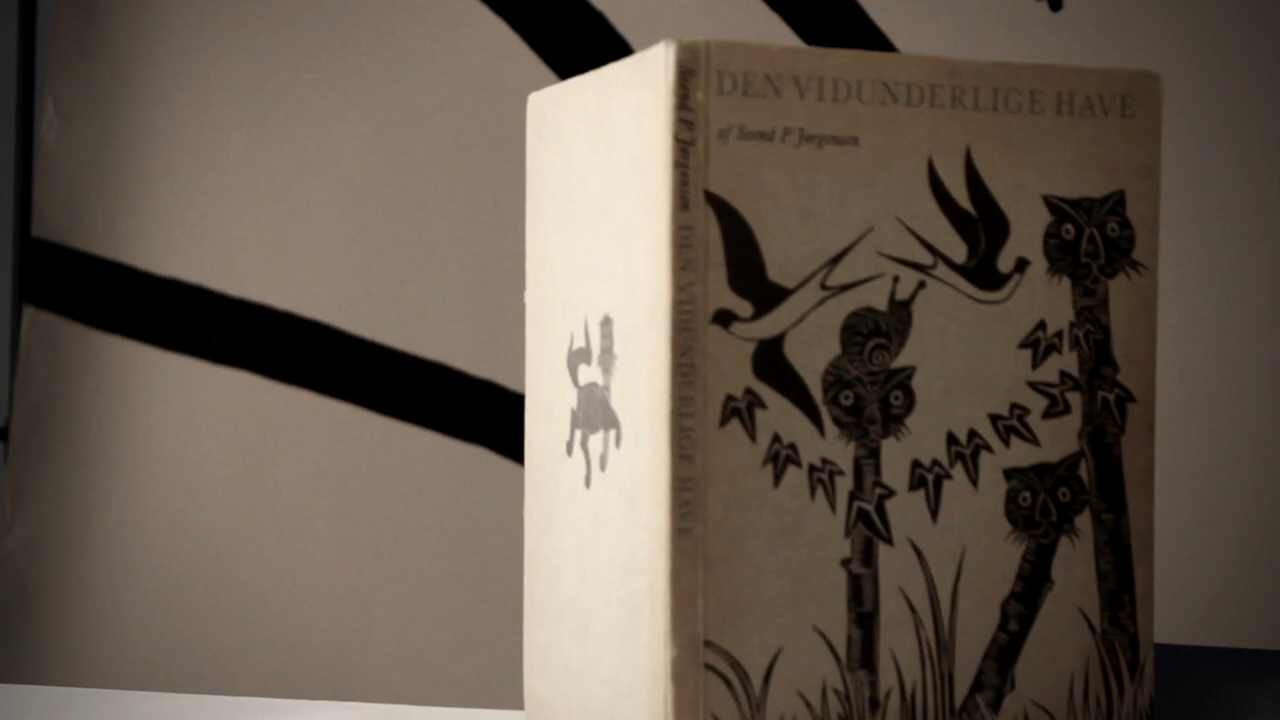 DEN VIDUNDERLIGE HAVE
af Svend P. Jørgensen
Svend P. Jørgensen DEN VIDUNDERLIGE HAVE